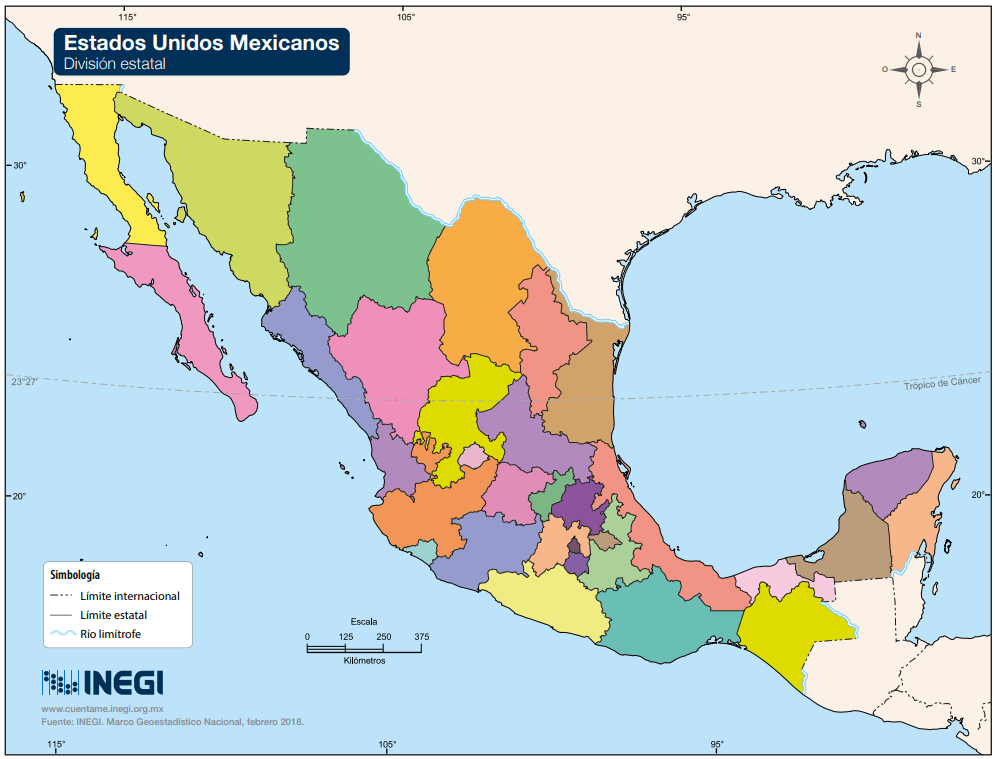 115°
105°
95°
Estados Unidos Mexicanos
División estatal
N
O
E
S
30°
30°
23°27'
Trópico de Cáncer
20°
20°
Simbología
Límite internacional
Límite estatal
Río limítrofe
Escala
0 125 250 375
Kilómetros
INEGI
www.cuentame.inegi.org.mx
Fuente: INEGI. Marco Geoestadístico Nacional, febrero 2018.
115°
105°
95°